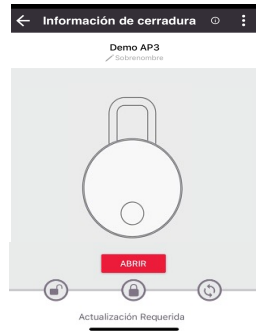 Información de cerradura
Demo AP3
Sobrenombre
ABRIR
Actualización Requerida